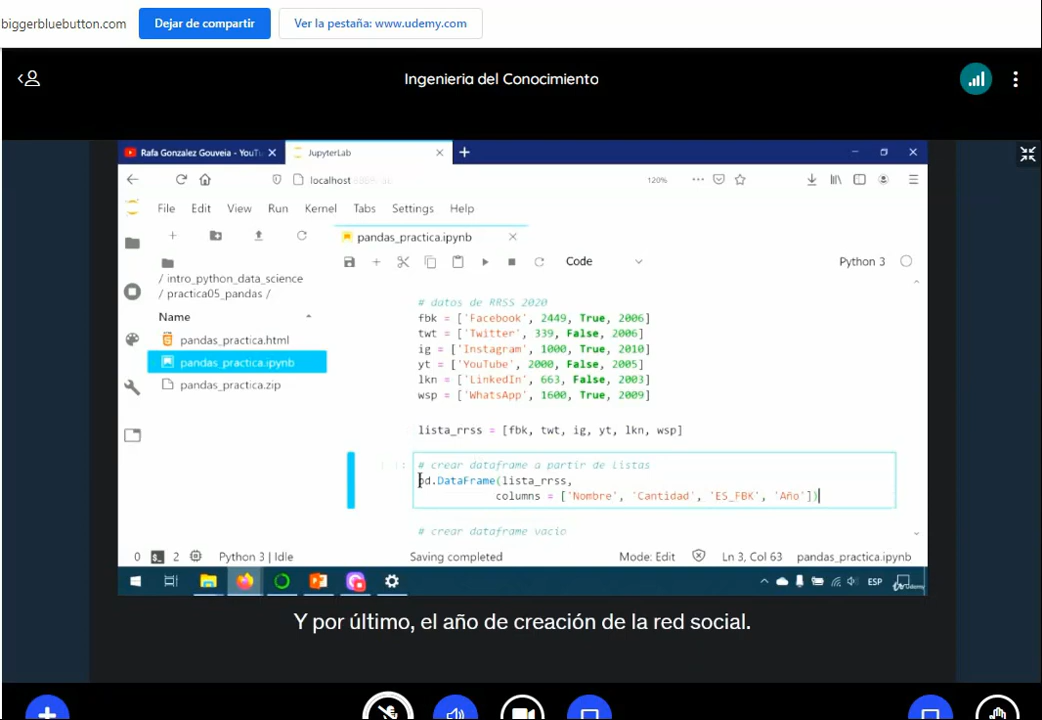 biggerbluebutton.com
Dejar de compartir
Ver la pestaña: www.udemy.com
Ingenieria del Conocimiento
Rafa Gonzalez Gouveia - YouTu
JupyterLab
localhost
120%
File Edit View Run Kernel Tabs Settings Help
pandas_practica.ipynb
Code
Python 3
/ intro_python_data_science
/ practica05_pandas /
Name
pandas_practica.html
pandas_practica.ipynb
pandas_practica.zip
# datos de RRSS 2020
fbk = ['Facebook', 2449, True, 2006]
twt = ['Twitter', 339, False, 2006]
ig = ['Instagram', 1000, True, 2010]
yt = ['YouTube', 2000, False, 2005]
lkn = ['LinkedIn', 663, False, 2003]
wsp = ['WhatsApp', 1600, True, 2009]
lista_rrss = [fbk, twt, ig, yt, lkn, wsp]
[ ]:
# crear dataframe a partir de listas
pd.DataFrame(lista_rrss,
columns = ['Nombre', 'Cantidad', 'ES_FBK', 'Año'])
# crear dataframe vacio
0 2 Python 3 | Idle Saving completed Mode: Edit Ln 3, Col 63 pandas_practica.ipynb
ESP
Udemy
Y por último, el año de creación de la red social.